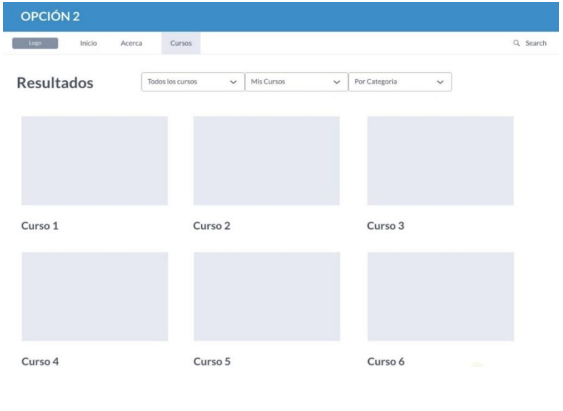 OPCIÓN 2
Logo Inicio Acerca Cursos Search
Resultados Todos los cursos Mis Cursos Por Categoría
Curso 1 Curso 2 Curso 3
Curso 4 Curso 5 Curso 6